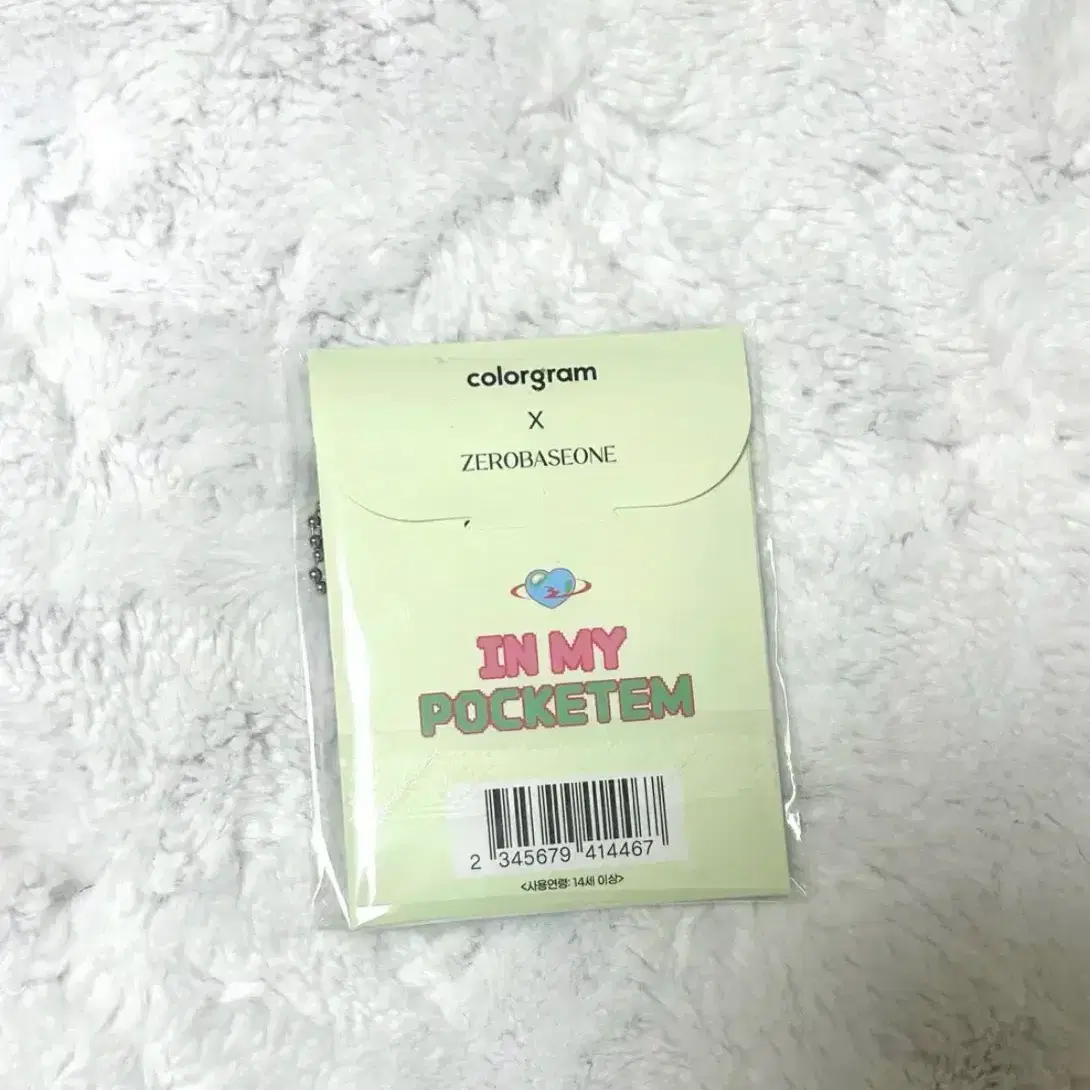 colorgram
X
ZEROBASEONE
IN MY
POCKETEM
2 345679 414467
<사용연령: 14세 이상>